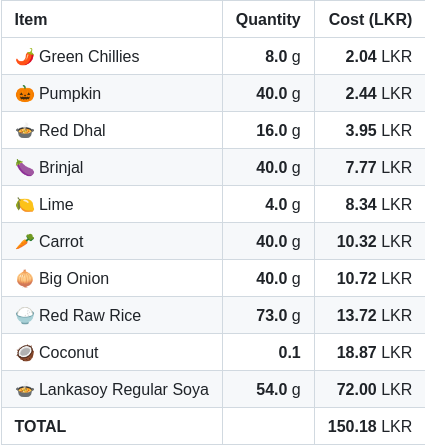 Item Quantity Cost (LKR)
🌶️ Green Chillies 8.0 g 2.04 LKR
🎃 Pumpkin 40.0 g 2.44 LKR
🍲 Red Dhal 16.0 g 3.95 LKR
🍆 Brinjal 40.0 g 7.77 LKR
🍋 Lime 4.0 g 8.34 LKR
🥕 Carrot 40.0 g 10.32 LKR
🧅 Big Onion 40.0 g 10.72 LKR
🍚 Red Raw Rice 73.0 g 13.72 LKR
🥥 Coconut 0.1 18.87 LKR
🍲 Lankasoy Regular Soya 54.0 g 72.00 LKR
TOTAL 150.18 LKR